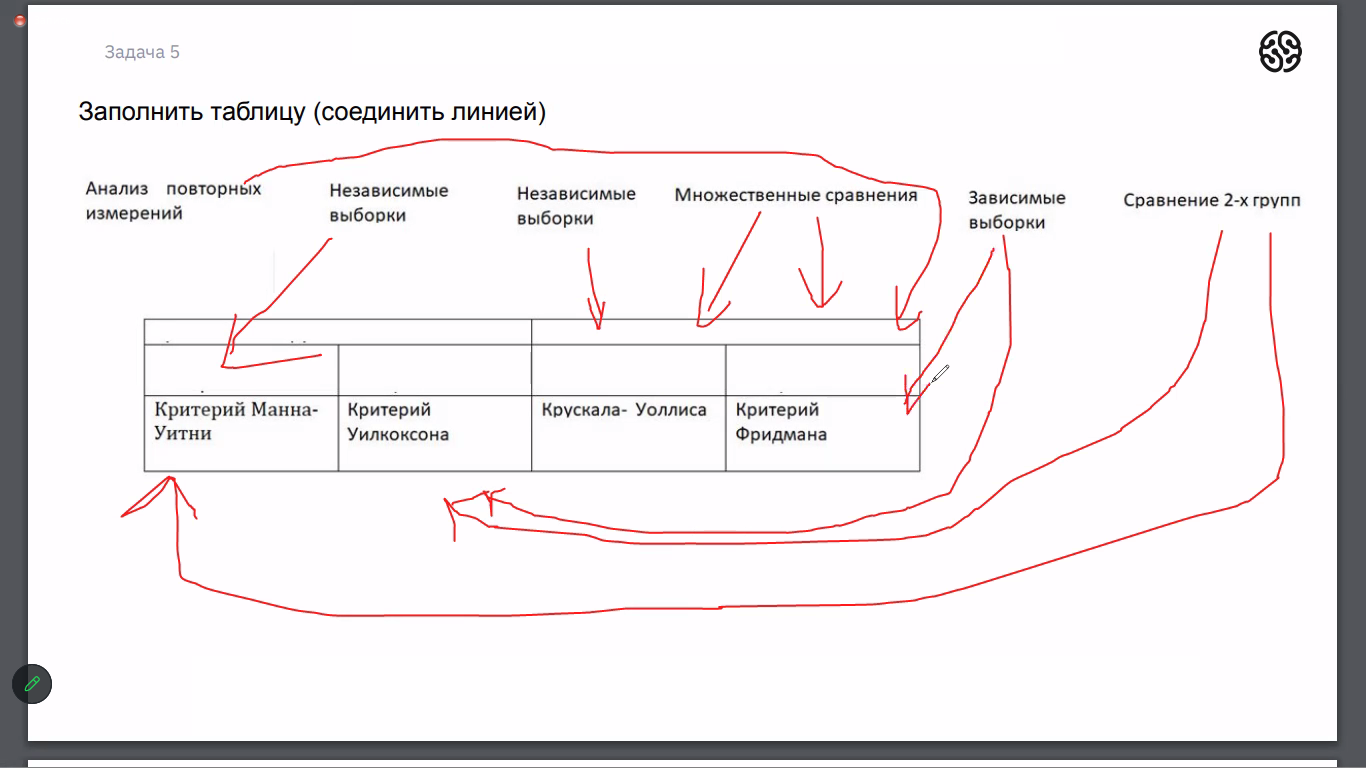 Задача 5
Заполнить таблицу (соединить линией)
Анализ повторных
измерений
Независимые
выборки
Независимые
выборки
Множественные сравнения
Зависимые
выборки
Сравнение 2-х групп
Критерий Манна-
Уитни
Критерий
Уилкоксона
Крускала- Уоллиса
Критерий
Фридмана